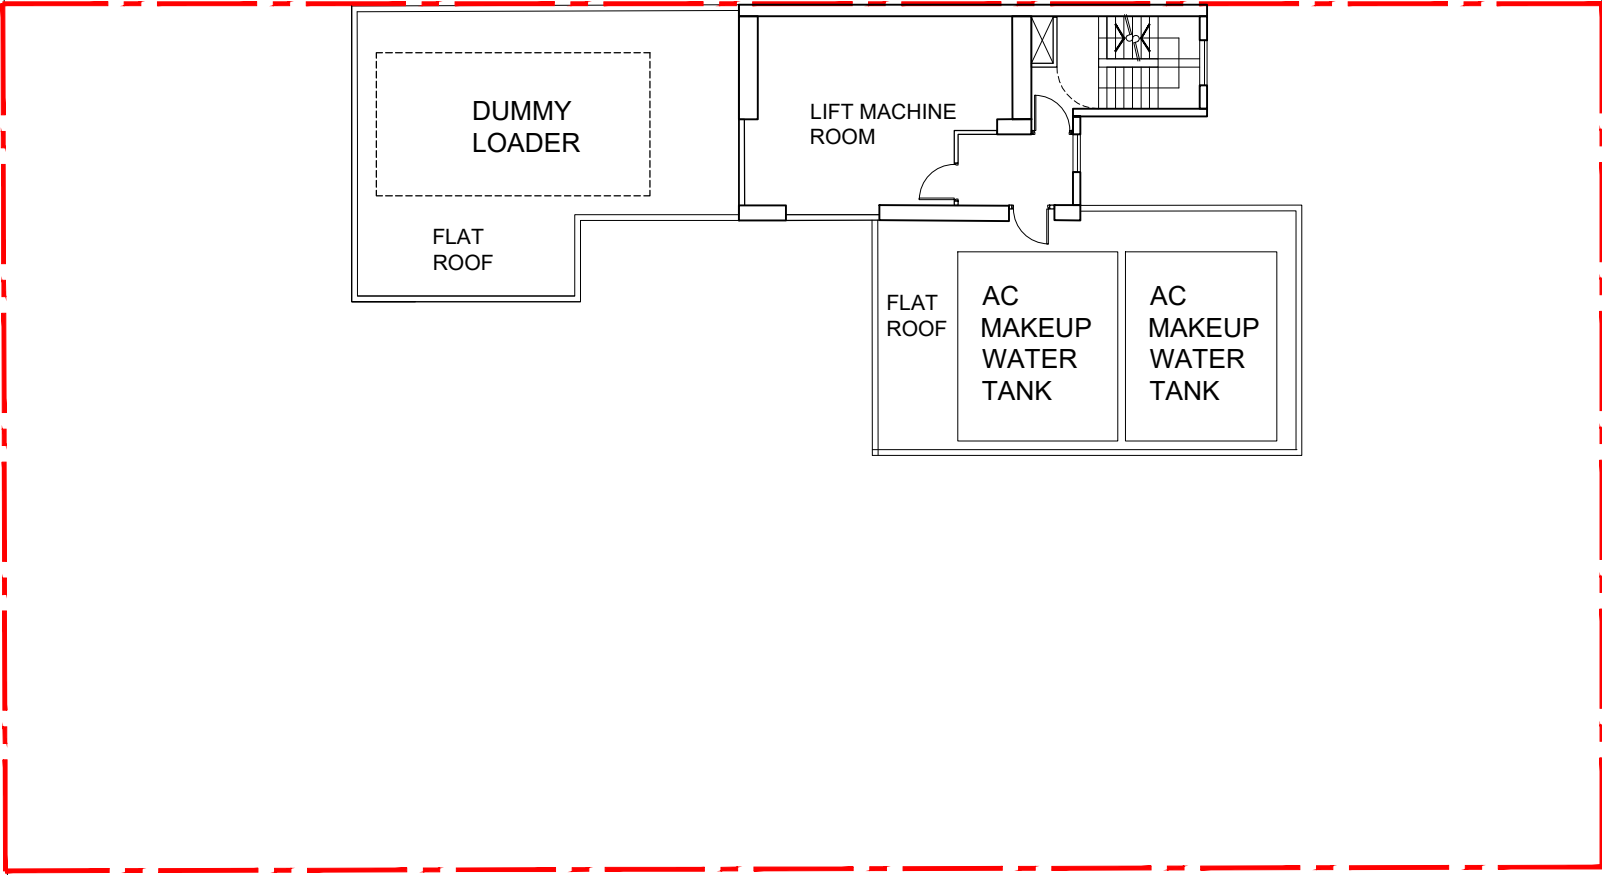 DUMMY
LOADER
LIFT MACHINE
ROOM
FLAT
ROOF
FLAT
ROOF
AC
MAKEUP
WATER
TANK
AC
MAKEUP
WATER
TANK